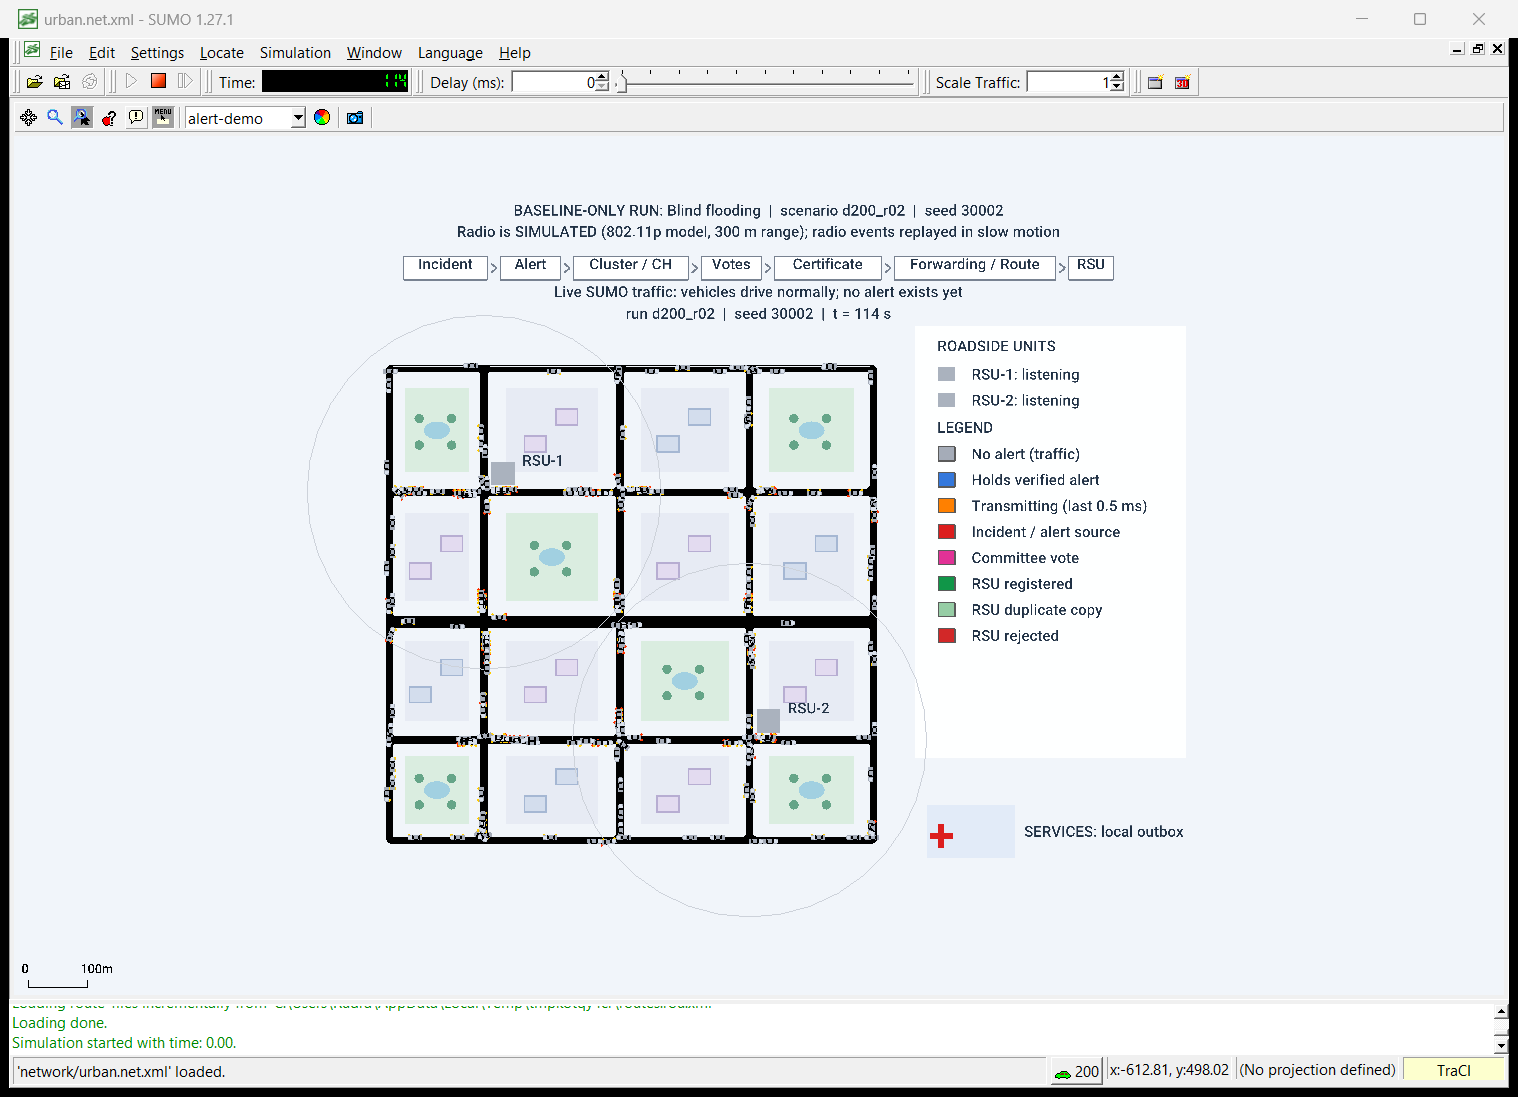 urban.net.xml - SUMO 1.27.1
File Edit Settings Locate Simulation Window Language Help
Time: 114 Delay (ms): 0 Scale Traffic: 1
MENU alert-demo
BASELINE-ONLY RUN: Blind flooding | scenario d200_r02 | seed 30002
Radio is SIMULATED (802.11p model, 300 m range); radio events replayed in slow motion
Incident > Alert > Cluster / CH > Votes > Certificate > Forwarding / Route > RSU
Live SUMO traffic: vehicles drive normally; no alert exists yet
run d200_r02 | seed 30002 | t = 114 s
ROADSIDE UNITS
RSU-1: listening
RSU-2: listening
LEGEND
No alert (traffic)
Holds verified alert
Transmitting (last 0.5 ms)
Incident / alert source
Committee vote
RSU registered
RSU duplicate copy
RSU rejected
RSU-1
RSU-2
SERVICES: local outbox
0 100m
Loading done.
Simulation started with time: 0.00.
'network/urban.net.xml' loaded.
200
x:-612.81, y:498.02
(No projection defined)
TraCI